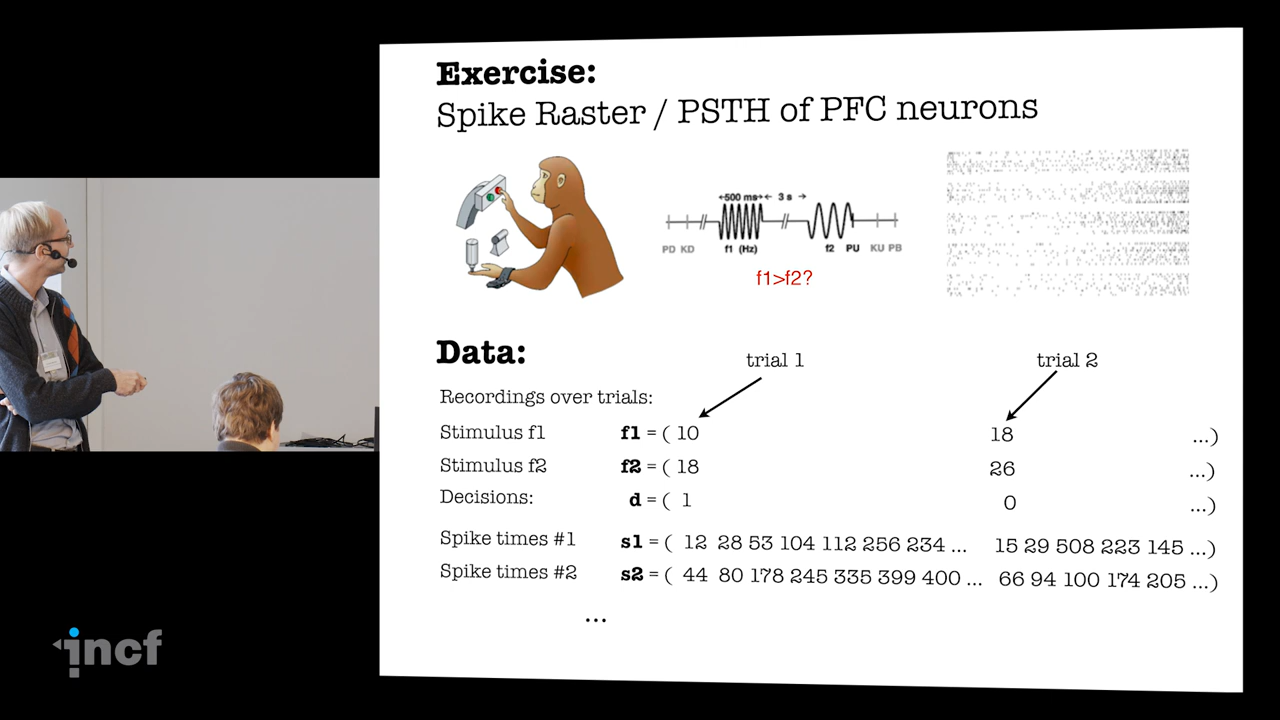 Exercise:
Spike Raster / PSTH of PFC neurons
500 ms 3 s
PD KD f1 (Hz) f2 PU KU PB
f1>f2?
Data:
trial 1 trial 2
Recordings over trials:
Stimulus f1 f1 = ( 10 18 ...)
Stimulus f2 f2 = ( 18 26 ...)
Decisions: d = ( 1 0 ...)
Spike times #1 s1 = ( 12 28 53 104 112 256 234 ... 15 29 508 223 145 ...)
Spike times #2 s2 = ( 44 80 178 245 335 399 400 ... 66 94 100 174 205 ...)
...
incf